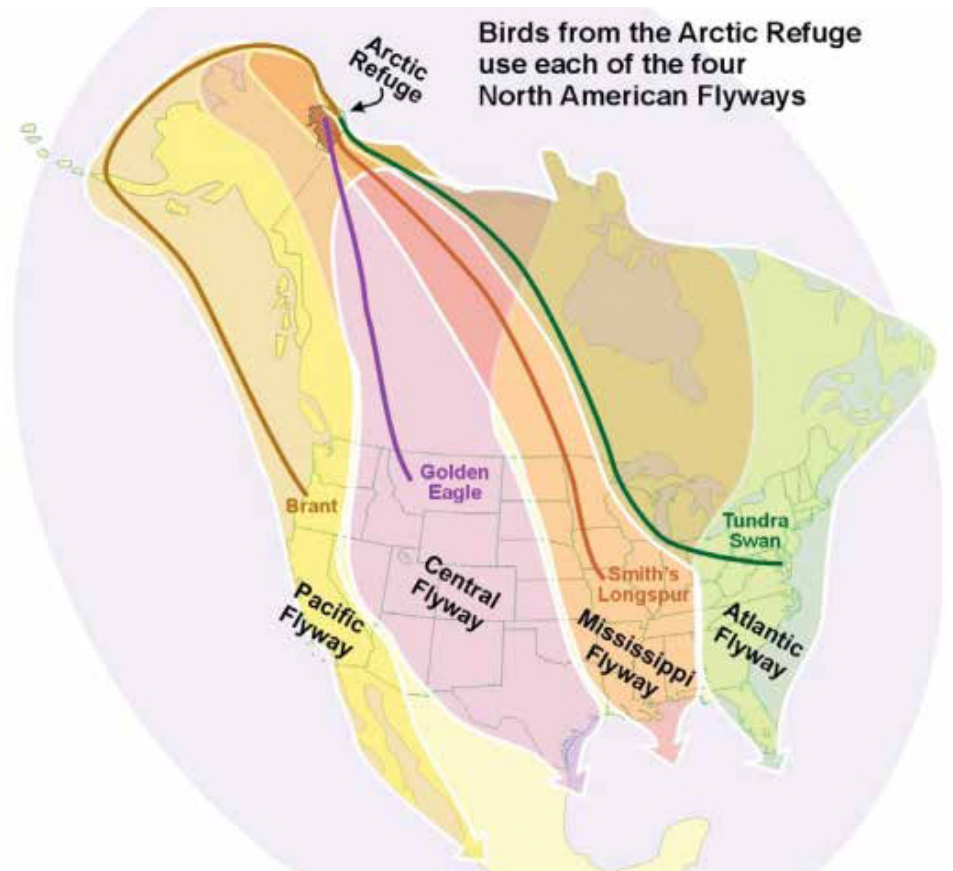 Birds from the Arctic Refuge
use each of the four
North American Flyways
Arctic
Refuge
Golden
Eagle
Brant
Tundra
Swan
Smith's
Longspur
Pacific
Flyway
Central
Flyway
Mississippi
Flyway
Atlantic
Flyway